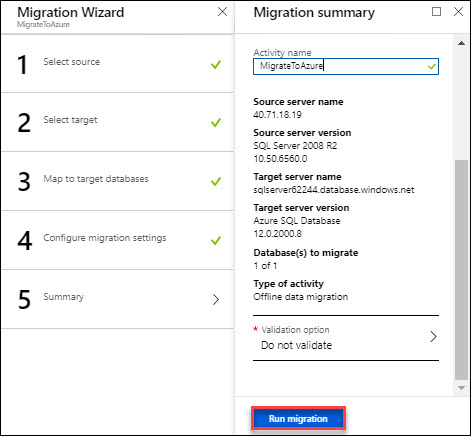 Migration Wizard
MigrateToAzure
1 Select source
2 Select target
3 Map to target databases
4 Configure migration settings
5 Summary
Migration summary
Activity name
MigrateToAzure
Source server name
40.71.18.19
Source server version
SQL Server 2008 R2
10.50.6560.0
Target server name
sqlserver62244.database.windows.net
Target server version
Azure SQL Database
12.0.2000.8
Database(s) to migrate
1 of 1
Type of activity
Offline data migration
* Validation option
Do not validate
Run migration